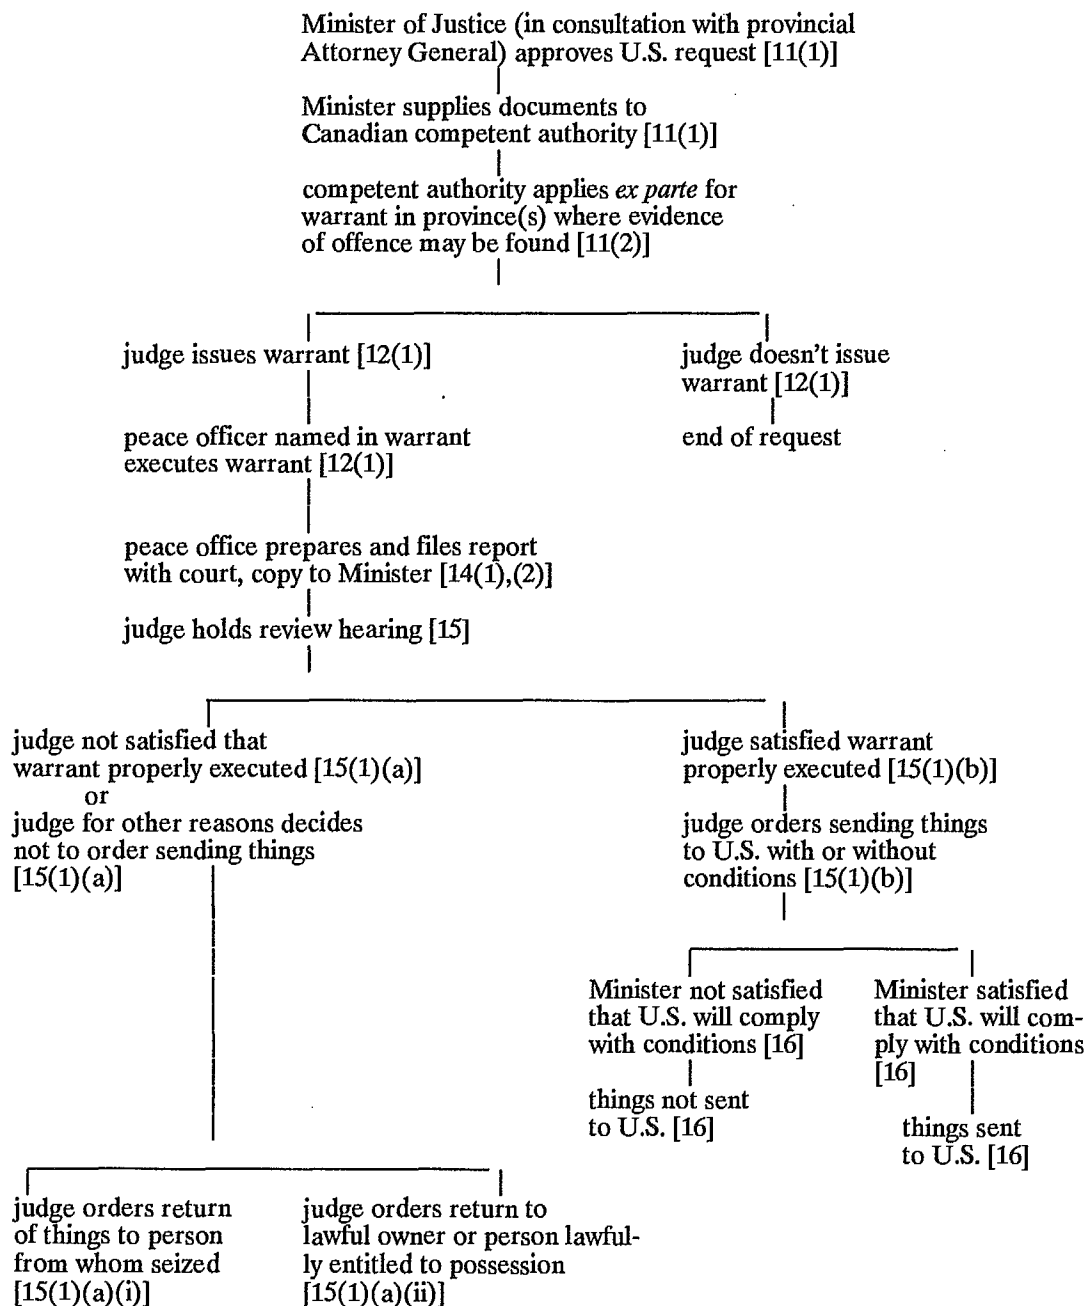 Minister of Justice (in consultation with provincial
Attorney General) approves U.S. request [11(1)]
Minister supplies documents to
Canadian competent authority [11(1)]
competent authority applies ex parte for
warrant in province(s) where evidence
of offence may be found [11(2)]
judge issues warrant [12(1)]
judge doesn't issue
warrant [12(1)]
peace officer named in warrant
executes warrant [12(1)]
end of request
peace office prepares and files report
with court, copy to Minister [14(1),(2)]
judge holds review hearing [15]
judge not satisfied that
warrant properly executed [15(1)(a)]
or
judge for other reasons decides
not to order sending things
[15(1)(a)]
judge satisfied warrant
properly executed [15(1)(b)]
judge orders sending things
to U.S. with or without
conditions [15(1)(b)]
Minister not satisfied
that U.S. will comply
with conditions [16]
things not sent
to U.S. [16]
Minister satisfied
that U.S. will com-
ply with conditions
[16]
things sent
to U.S. [16]
judge orders return
of things to person
from whom seized
[15(1)(a)(i)]
judge orders return to
lawful owner or person lawful-
ly entitled to possession
[15(1)(a)(ii)]